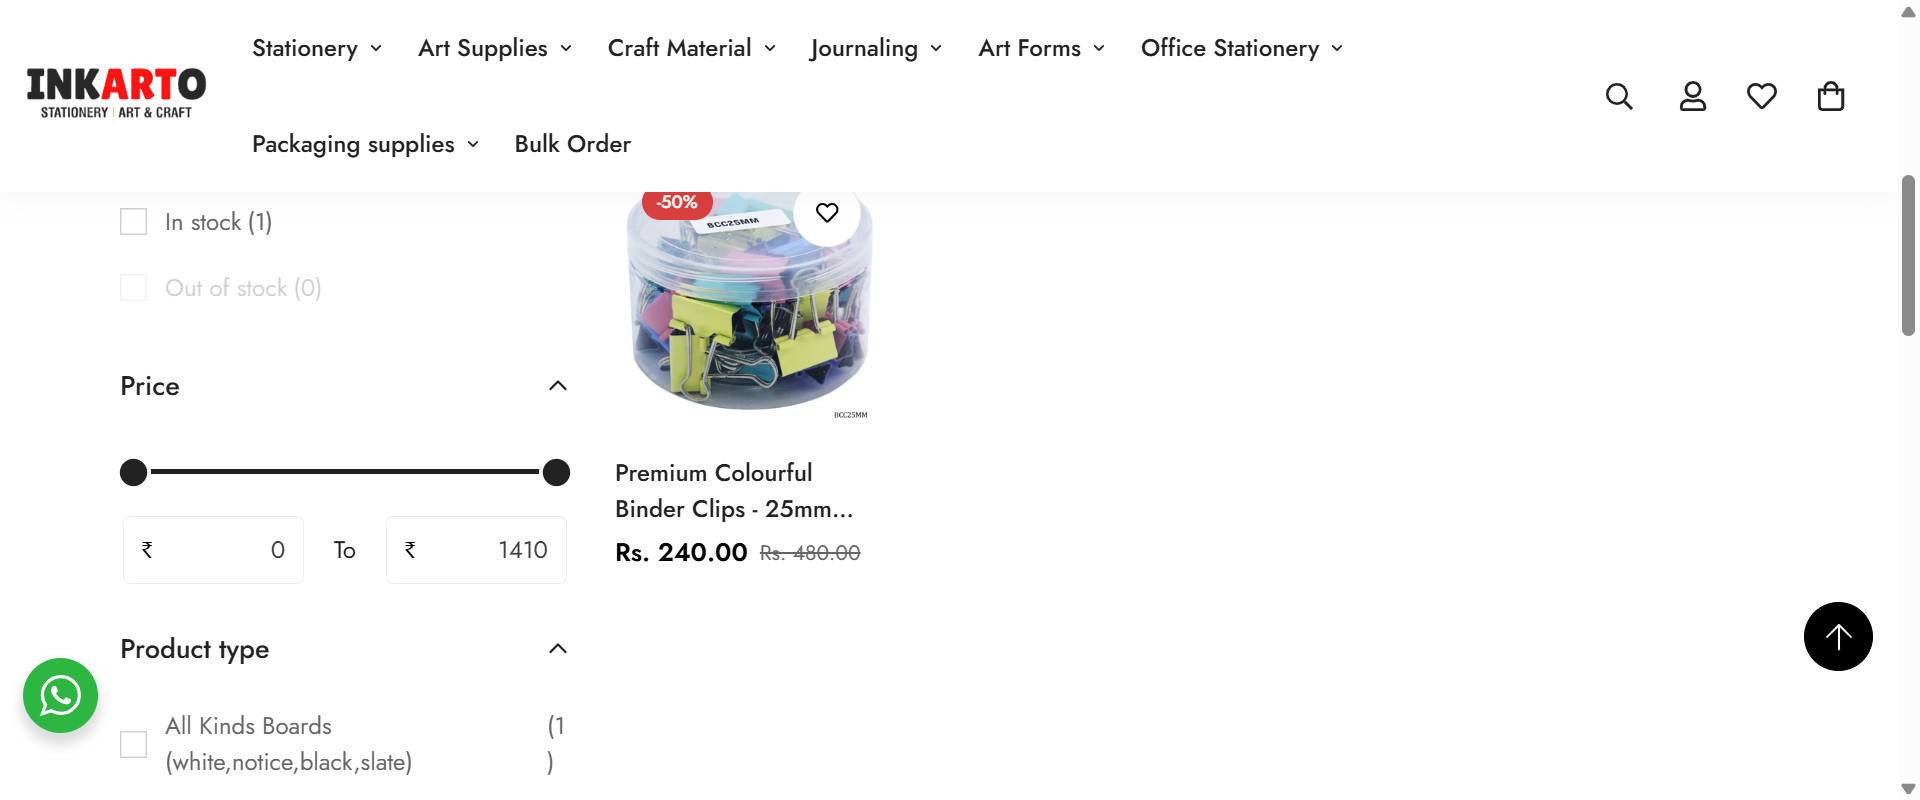 Stationery
Art Supplies
Craft Material
Journaling
Art Forms
Office Stationery
INKARTO
STATIONERY | ART & CRAFT
Packaging supplies
Bulk Order
In stock (1)
Out of stock (0)
Price
₹ 0 To ₹ 1410
Product type
All Kinds Boards (1
(white,notice,black,slate) )
-50%
BCC25MM
BCC25MM
Premium Colourful
Binder Clips - 25mm...
Rs. 240.00 Rs. 480.00